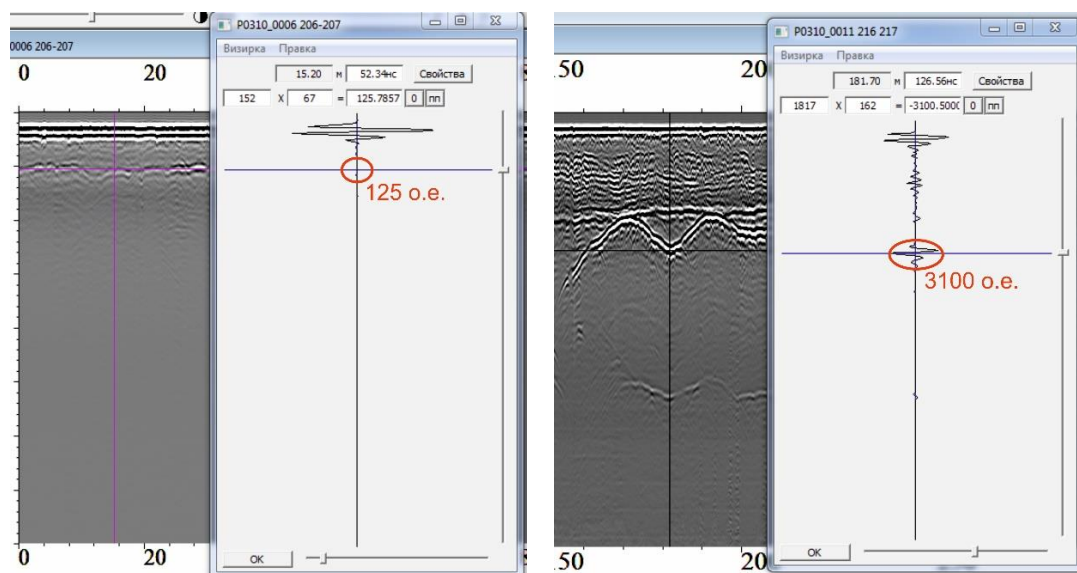 0006 206-207
0 20
P0310_0006 206-207
Визирка Правка
15.20 м 52.34нс Свойства
152 X 67 = 125.7857 0 пп
125 о.е.
0 20
OK
50 20
P0310_0011 216 217
Визирка Правка
181.70 м 126.56нс Свойства
1817 X 162 = -3100.500( 0 пп
3100 о.е.
50 20
OK